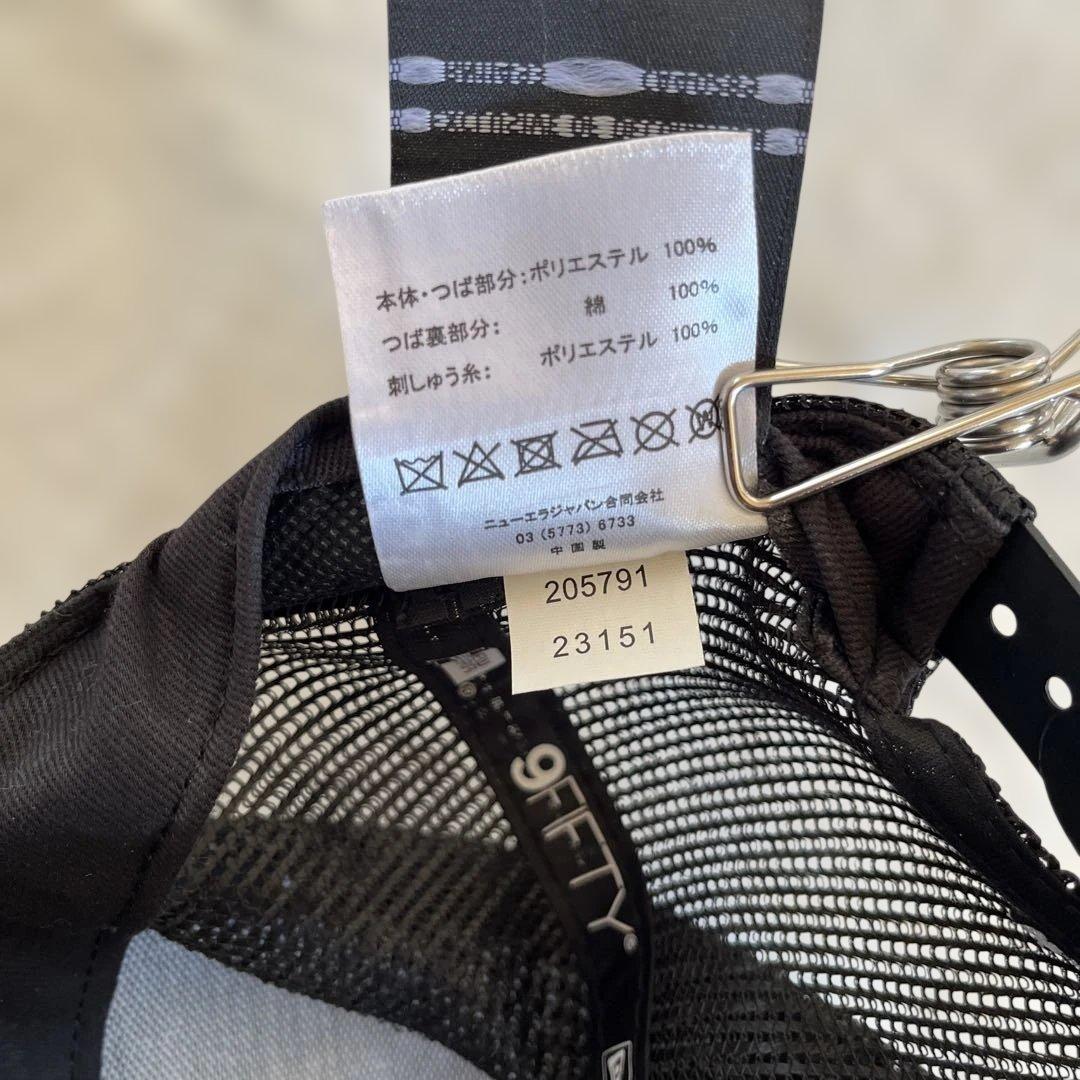 本体・つば部分:ポリエステル 100%
つば裏部分: 綿 100%
刺しゅう糸: ポリエステル 100%
W
ニューエラジャパン合同会社
03 (5773) 6733
中国製
205791
23151
9FIFTY